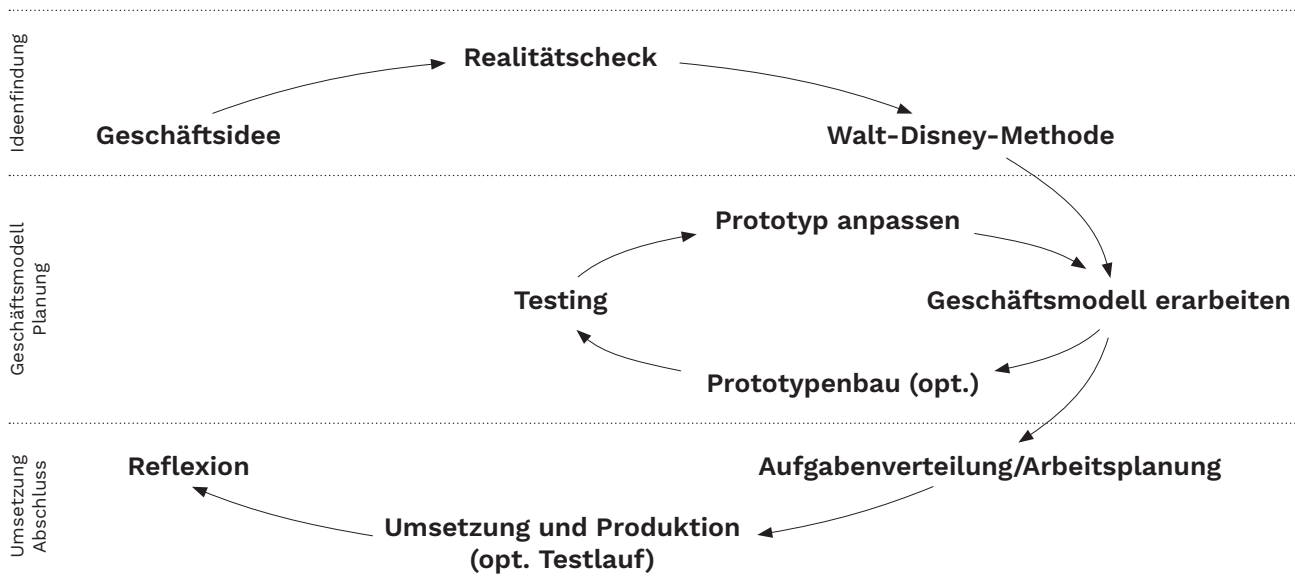 Ideenfindung
Realitätscheck
Geschäftsidee
Walt-Disney-Methode
Geschäftsmodell
Planung
Prototyp anpassen
Testing
Geschäftsmodell erarbeiten
Prototypenbau (opt.)
Umsetzung
Abschluss
Reflexion
Aufgabenverteilung/Arbeitsplanung
Umsetzung und Produktion
(opt. Testlauf)